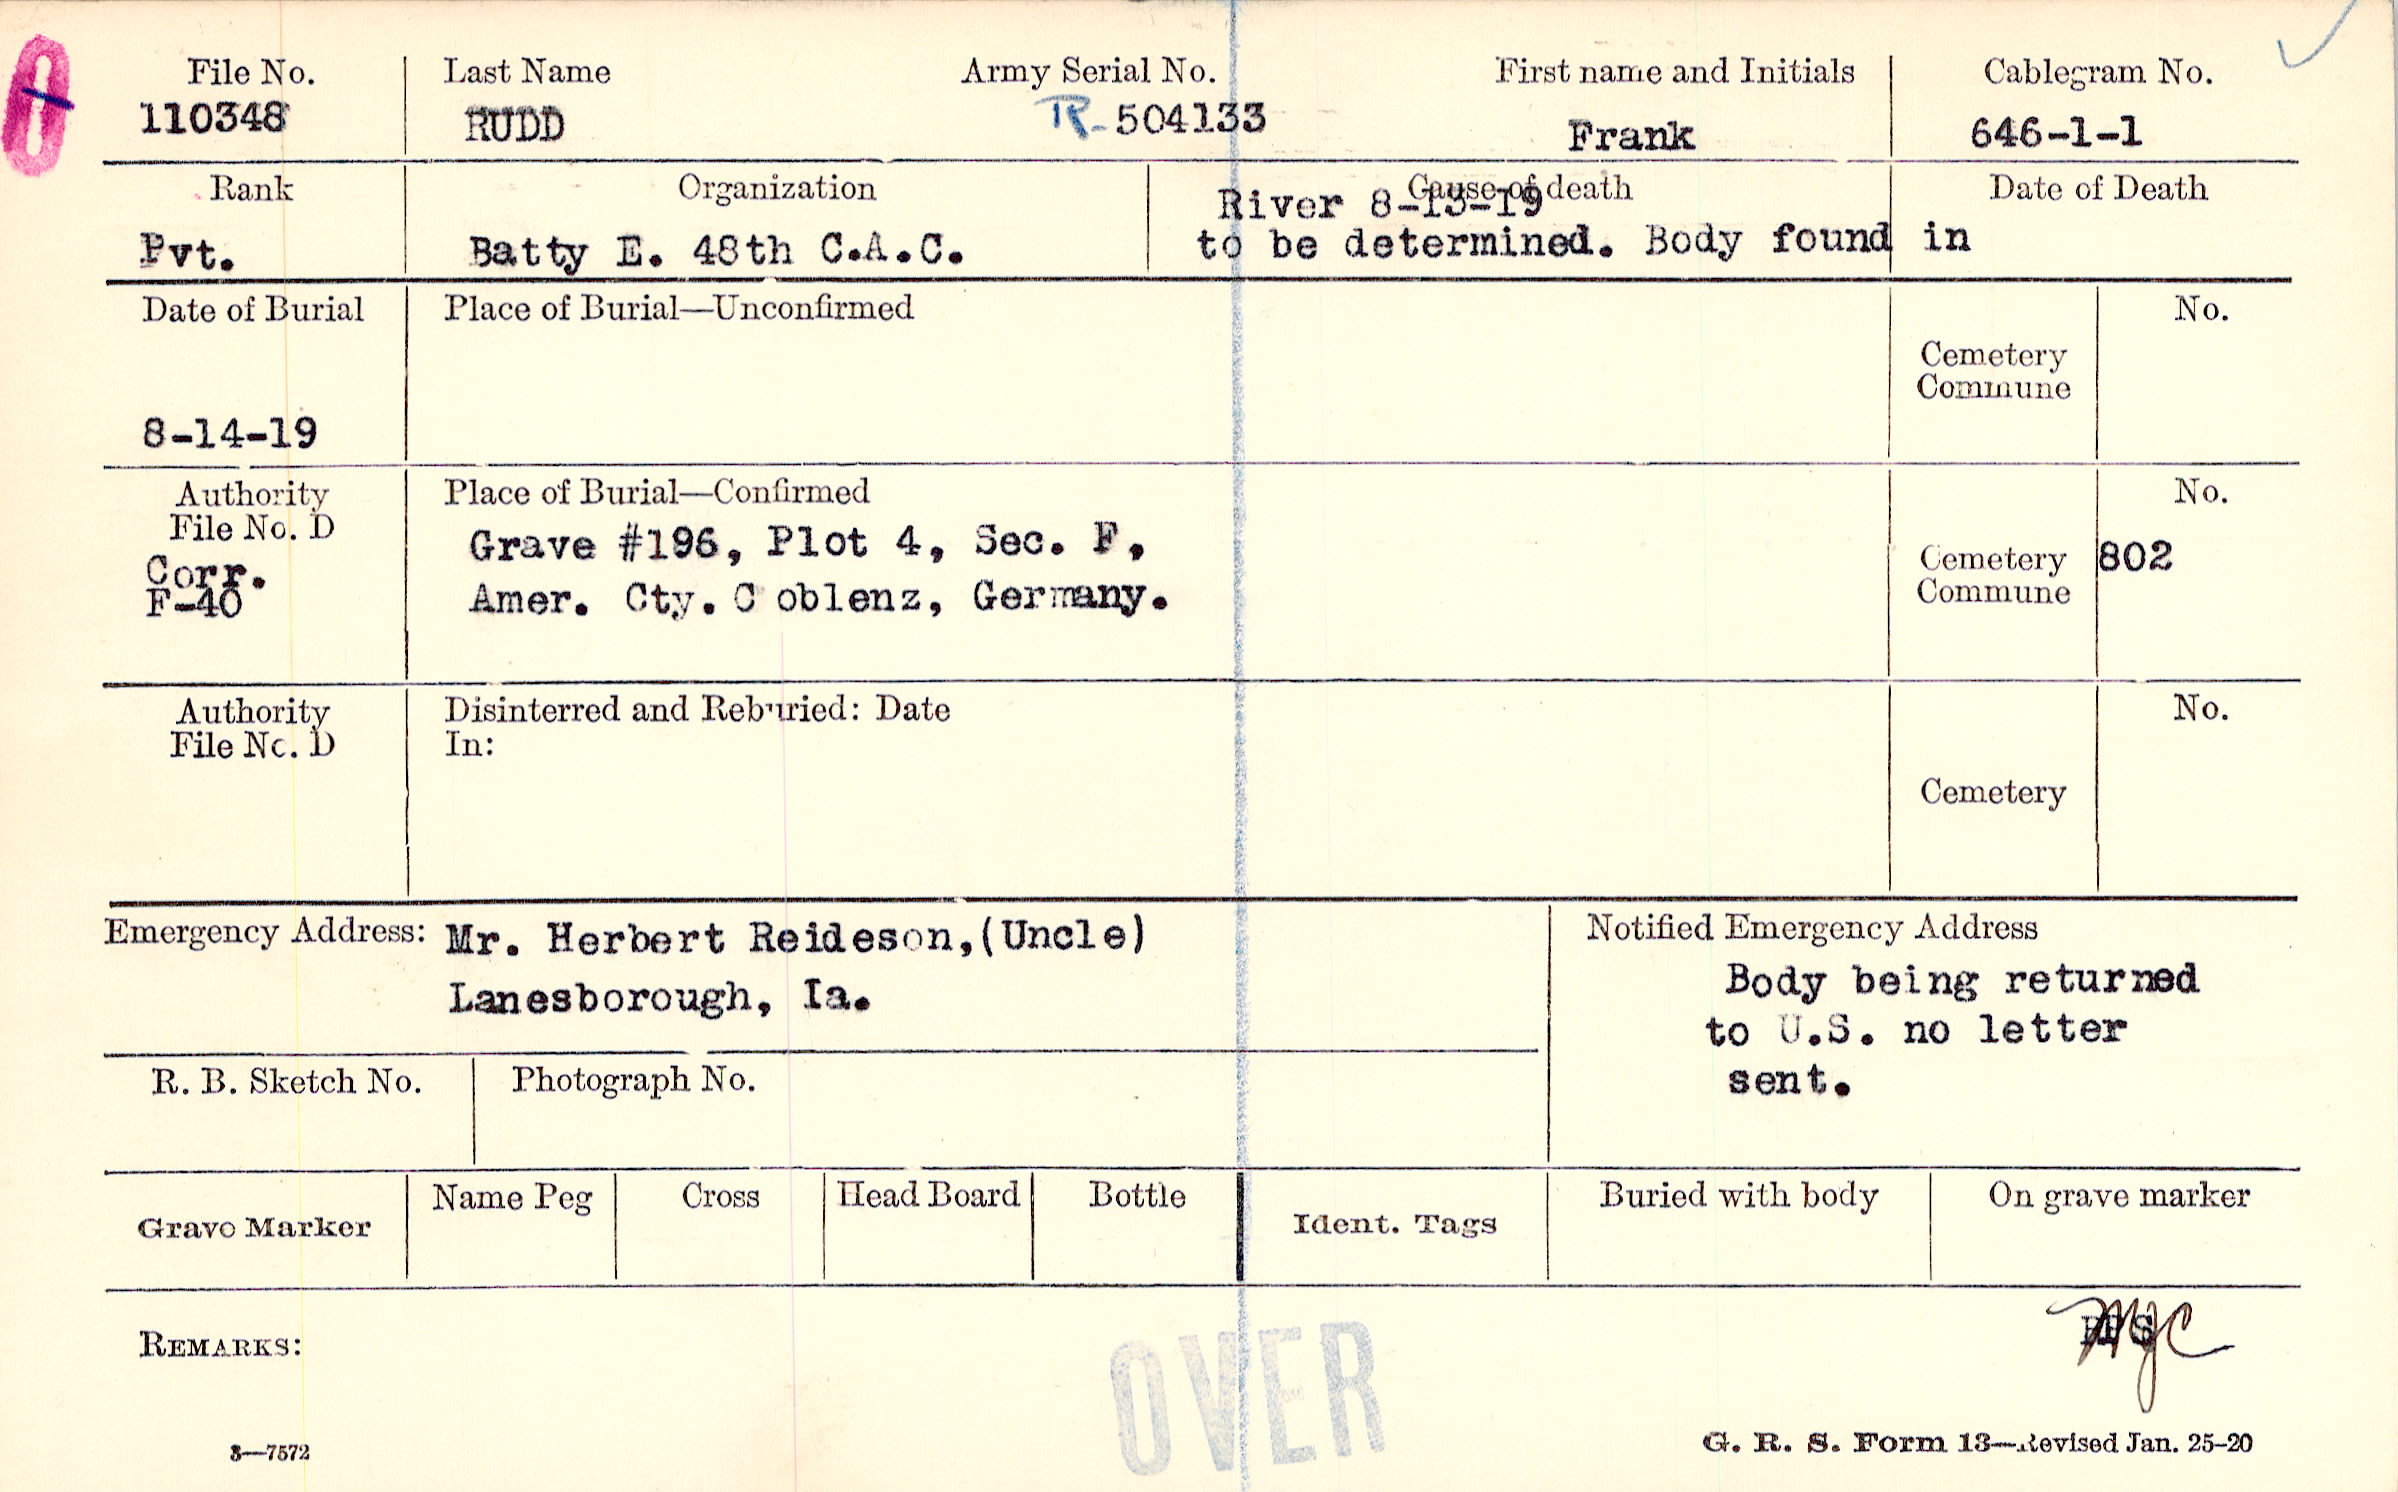 File No.
110348
Last Name
RUDD
Army Serial No.
R-504133
First name and Initials
Frank
Cablegram No.
646-1-1
Rank
Pvt.
Organization
Batty E. 48th C.A.C.
Cause of death
River 8-13-19
to be determined. Body found in
Date of Death
Date of Burial
8-14-19
Place of Burial—Unconfirmed
Cemetery
Commune
No.
Authority
File No. D
Corr.
F-40
Place of Burial—Confirmed
Grave #196, Plot 4, Sec. F,
Amer. Cty. C oblenz, Germany.
Cemetery
Commune
No.
802
Authority
File No. D
Disinterred and Reburied: Date
In:
Cemetery
No.
Emergency Address: Mr. Herbert Reideson,(Uncle)
Lanesborough, Ia.
Notified Emergency Address
Body being returned
to U.S. no letter
sent.
R. B. Sketch No.
Photograph No.
Grave Marker
Name Peg
Cross
Head Board
Bottle
Ident. Tags
Buried with body
On grave marker
REMARKS:
MJC
OVER
3—7572
G. R. S. Form 13—Revised Jan. 25-20